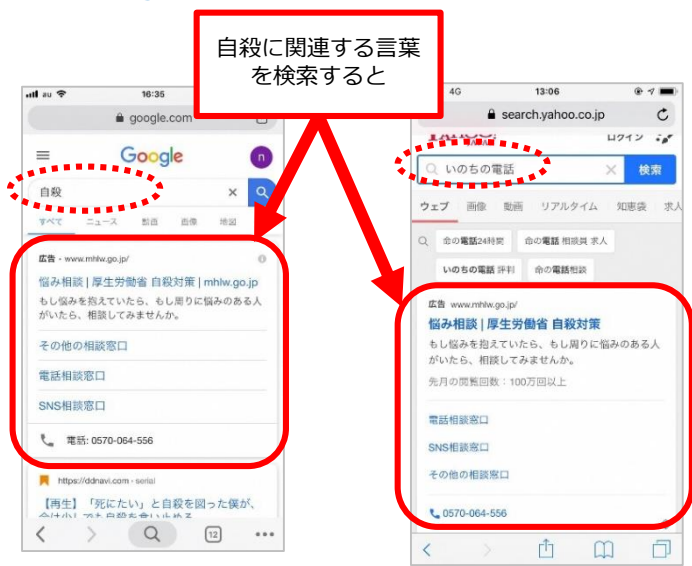 自殺に関連する言葉
を検索すると
au
16:35
google.com
Google
n
自殺
すべて ニュース 動画 画像 地図
広告・www.mhlw.go.jp/
悩み相談 | 厚生労働省 自殺対策 | mhlw.go.jp
もし悩みを抱えていたら、もし周りに悩みのある人
がいたら、相談してみませんか。
その他の相談窓口
電話相談窓口
SNS相談窓口
電話: 0570-064-556
https://ddnavi.com › serial
【再生】「死にたい」と自殺を図った僕が、
12
4G
13:06
search.yahoo.co.jp
ログイン
いのちの電話
検索
ウェブ 画像 動画 リアルタイム 知恵袋 求人
命の電話24時間 命の電話 相談員 求人
いのちの電話 評判 命の電話相談
広告 www.mhlw.go.jp/
悩み相談 | 厚生労働省 自殺対策
もし悩みを抱えていたら、もし周りに悩みのある人
がいたら、相談してみませんか。
先月の閲覧回数：100万回以上
電話相談窓口
SNS相談窓口
その他の相談窓口
0570-064-556